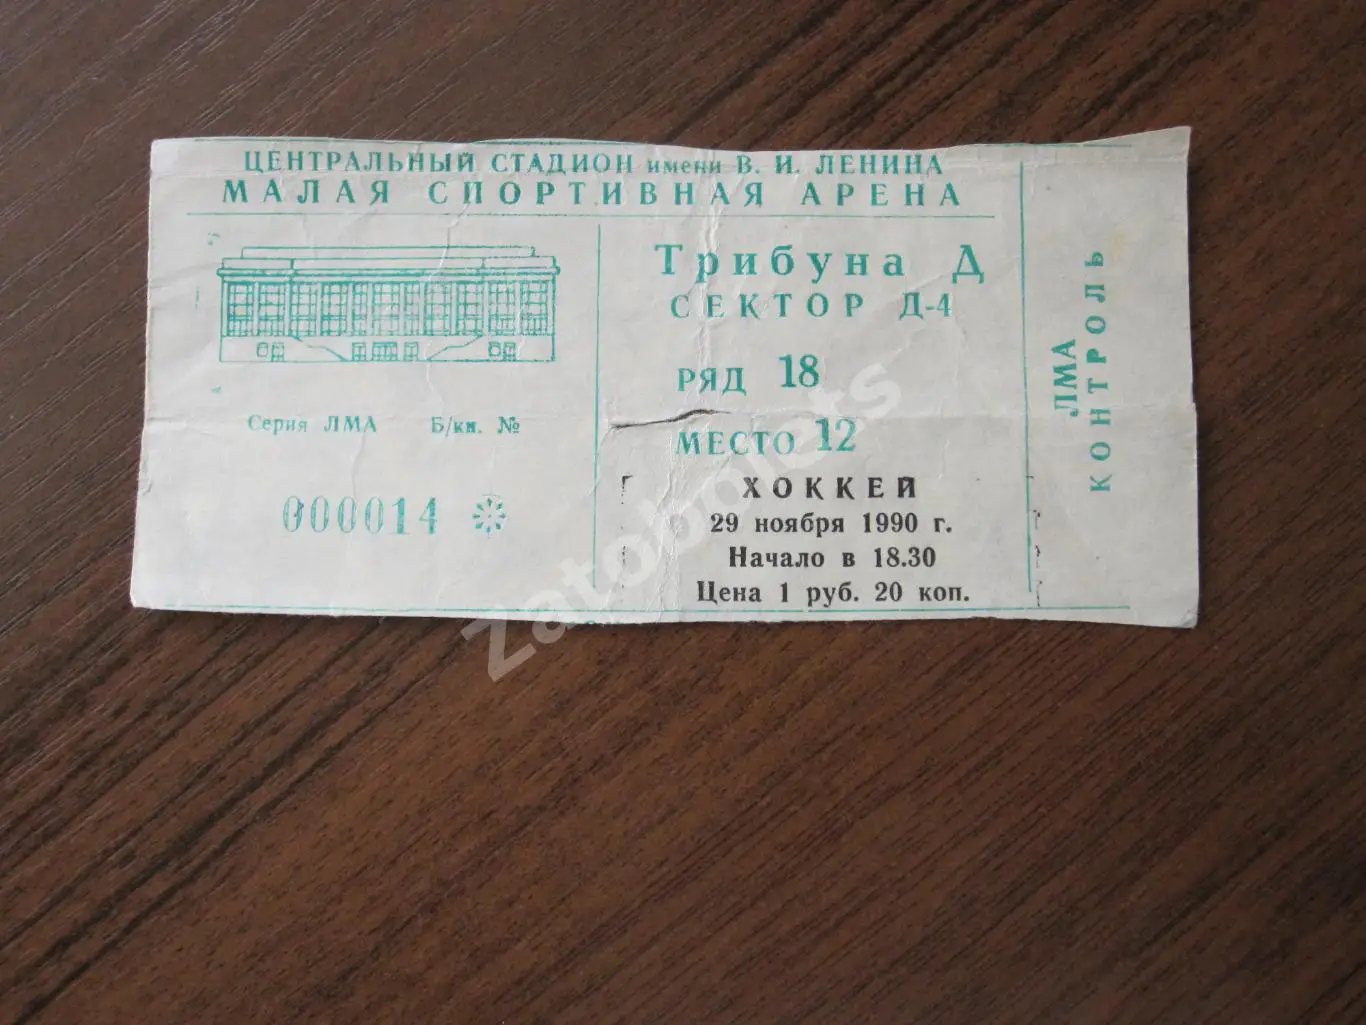 ЦЕНТРАЛЬНЫЙ СТАДИОН имени В. И. ЛЕНИНА
МАЛАЯ СПОРТИВНАЯ АРЕНА
Серия ЛМА Б/кн. №
000014
Трибуна Д
СЕКТОР Д-4
РЯД 18
МЕСТО 12
ХОККЕЙ
29 ноября 1990 г.
Начало в 18.30
Цена 1 руб. 20 коп.
ЛМА
КОНТРОЛЬ
Zatobolets